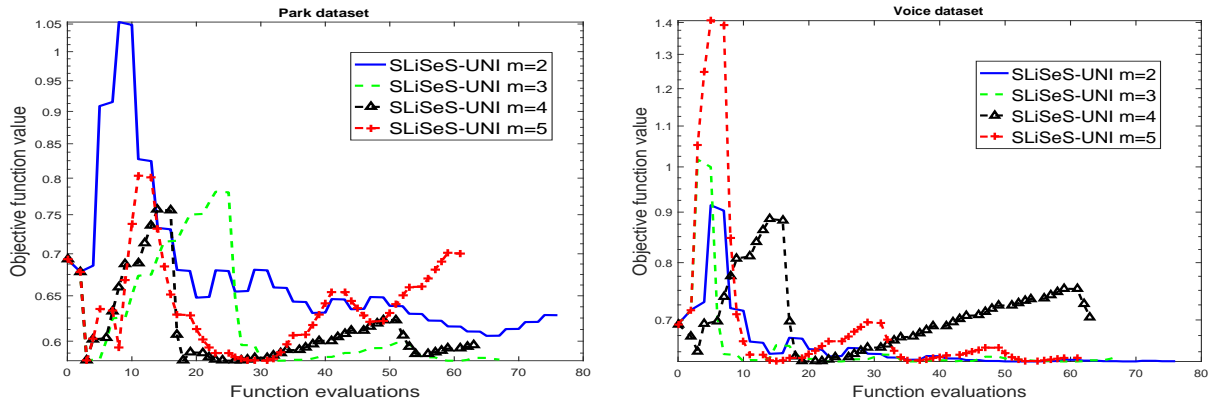 Park dataset
Objective function value
1.05
1
0.95
0.9
0.85
0.8
0.75
0.7
0.65
0.6
SLiSeS-UNI m=2
SLiSeS-UNI m=3
SLiSeS-UNI m=4
SLiSeS-UNI m=5
0 10 20 30 40 50 60 70 80
Function evaluations
Voice dataset
Objective function value
1.4
1.3
1.2
1.1
1
0.9
0.8
0.7
SLiSeS-UNI m=2
SLiSeS-UNI m=3
SLiSeS-UNI m=4
SLiSeS-UNI m=5
0 10 20 30 40 50 60 70 80
Function evaluations